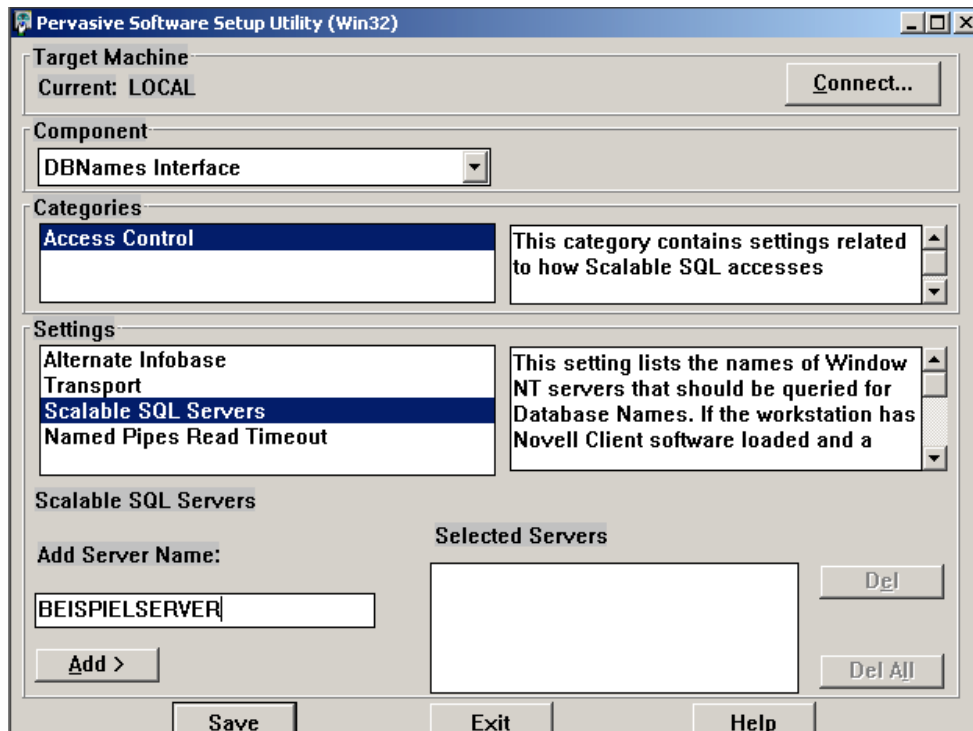 Pervasive Software Setup Utility (Win32)
Target Machine
Current: LOCAL
Connect...
Component
DBNames Interface
Categories
Access Control
This category contains settings related
to how Scalable SQL accesses
Settings
Alternate Infobase
Transport
Scalable SQL Servers
Named Pipes Read Timeout
This setting lists the names of Window
NT servers that should be queried for
Database Names. If the workstation has
Novell Client software loaded and a
Scalable SQL Servers
Add Server Name:
BEISPIELSERVER
Add >
Selected Servers
Del
Del All
Save
Exit
Help